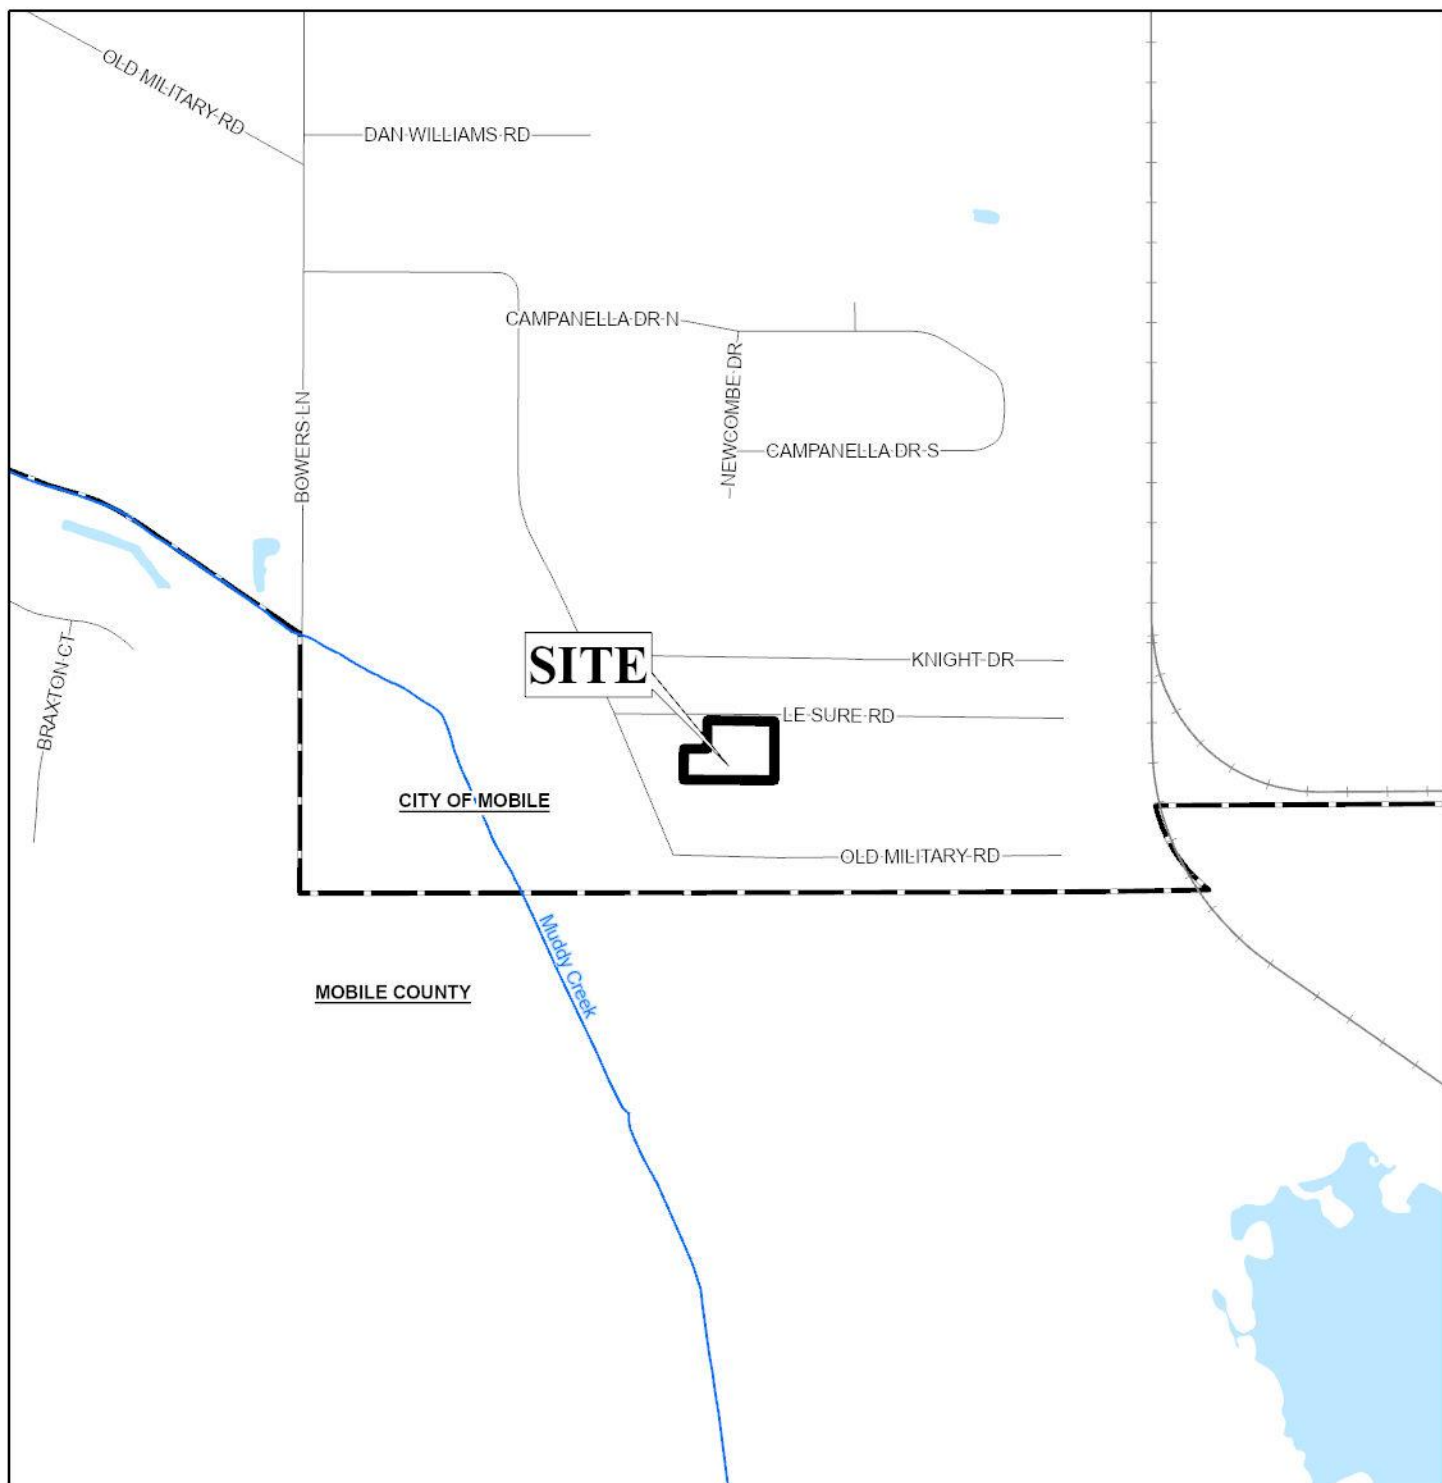 OLD MILITARY RD
DAN WILLIAMS RD
CAMPANELLA DR N
NEWCOMBE DR
BOWERS LN
CAMPANELLA DR S
SITE
KNIGHT DR
BRAXTON CT
LE SURE RD
CITY OF MOBILE
OLD MILITARY RD
Muddy Creek
MOBILE COUNTY